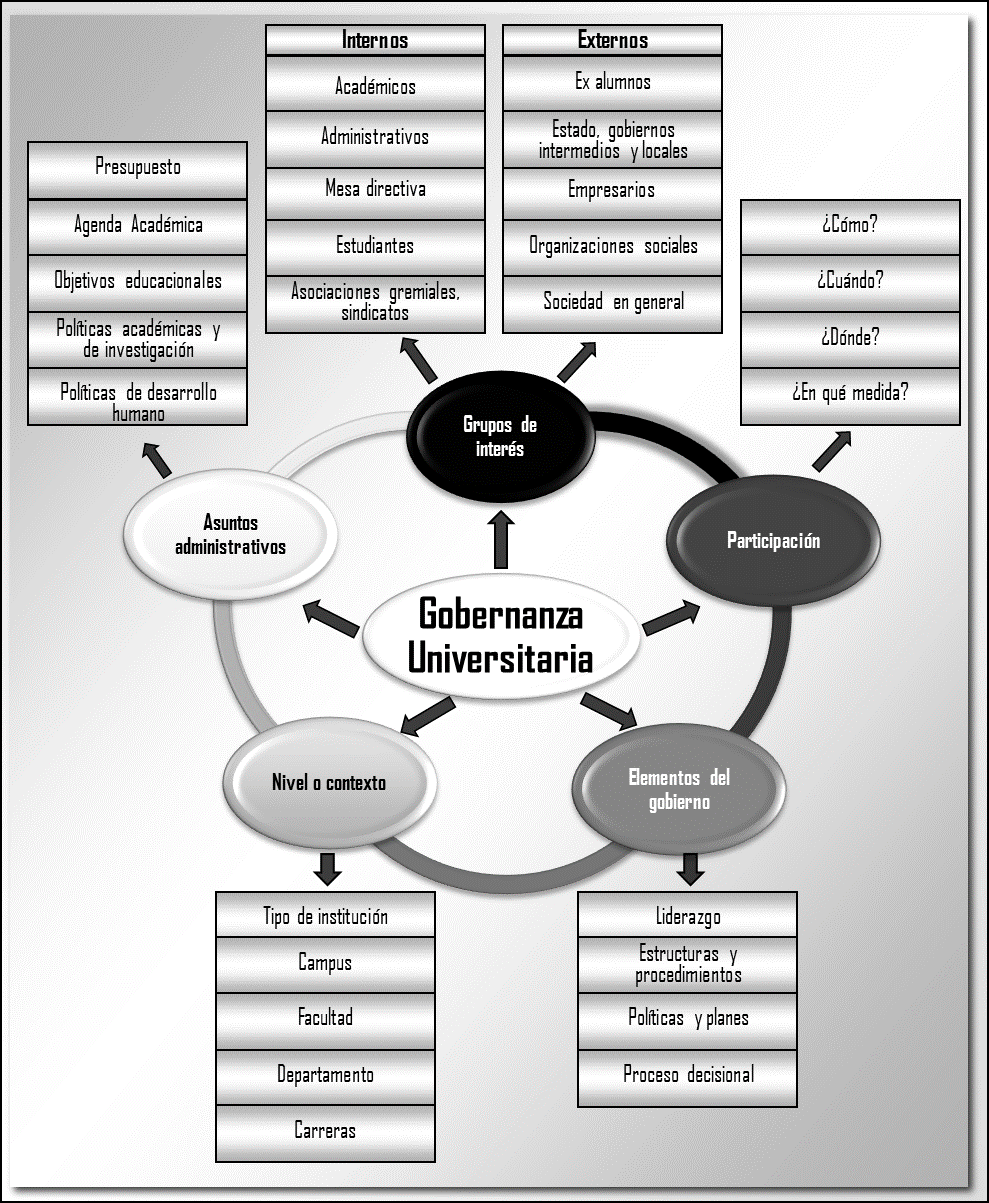 Internos
Académicos
Administrativos
Mesa directiva
Estudiantes
Asociaciones gremiales,
sindicatos
Externos
Ex alumnos
Estado, gobiernos
intermedios y locales
Empresarios
Organizaciones sociales
Sociedad en general
Presupuesto
Agenda Académica
Objetivos educacionales
Políticas académicas y
de investigación
Políticas de desarrollo
humano
¿Cómo?
¿Cuándo?
¿Dónde?
¿En qué medida?
Grupos de
interés
Asuntos
administrativos
Participación
Gobernanza
Universitaria
Nivel o contexto
Elementos del
gobierno
Tipo de institución
Campus
Facultad
Departamento
Carreras
Liderazgo
Estructuras y
procedimientos
Políticas y planes
Proceso decisional